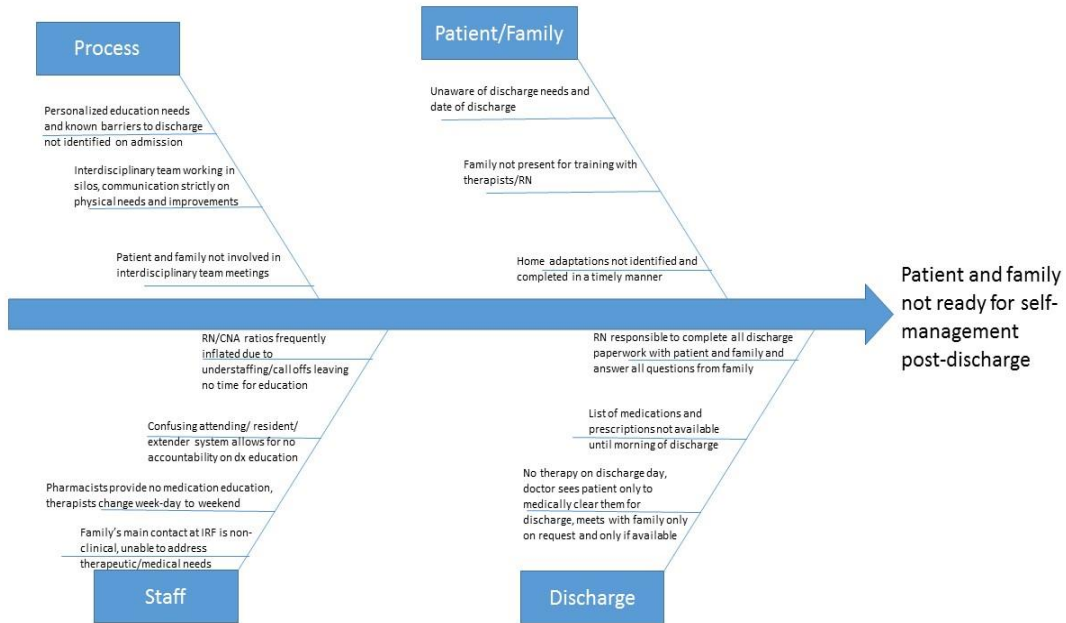 Process
Personalized education needs
and known barriers to discharge
not identified on admission
Interdisciplinary team working in
silos, communication strictly on
physical needs and improvements
Patient and family not involved in
interdisciplinary team meetings
Patient/Family
Unaware of discharge needs and
date of discharge
Family not present for training with
therapists/RN
Home adaptations not identified and
completed in a timely manner
Patient and family
not ready for self-
management
post-discharge
RN/CNA ratios frequently
inflated due to
understaffing/call offs leaving
no time for education
Confusing attending/ resident/
extender system allows for no
accountability on dx education
Pharmacists provide no medication education,
therapists change week-day to weekend
Family's main contact at IRF is non-
clinical, unable to address
therapeutic/medical needs
Staff
RN responsible to complete all discharge
paperwork with patient and family and
answer all questions from family
List of medications and
prescriptions not available
until morning of discharge
No therapy on discharge day,
doctor sees patient only to
medically clear them for
discharge, meets with family only
on request and only if available
Discharge